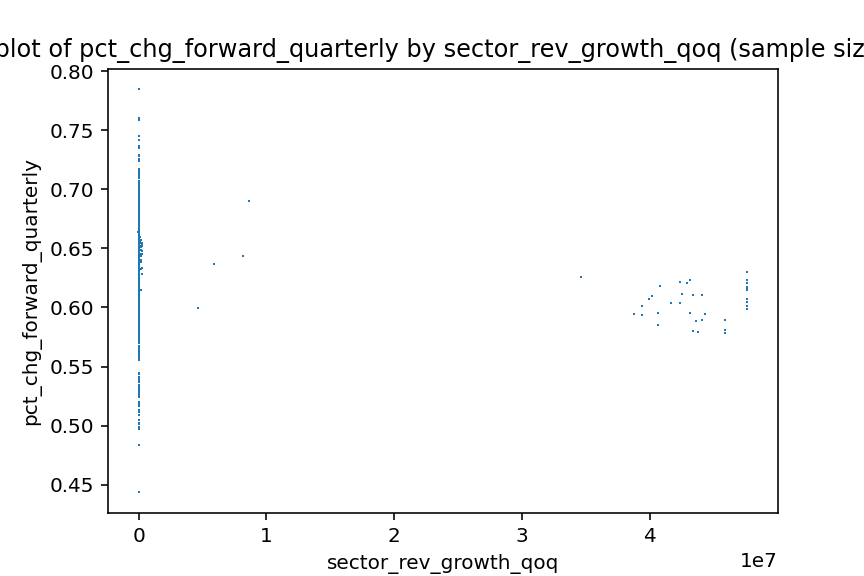 plot of pct_chg_forward_quarterly by sector_rev_growth_qoq (sample siz
0.80
0.75
0.70
0.65
0.60
0.55
0.50
0.45
pct_chg_forward_quarterly
0 1 2 3 4
1e7
sector_rev_growth_qoq